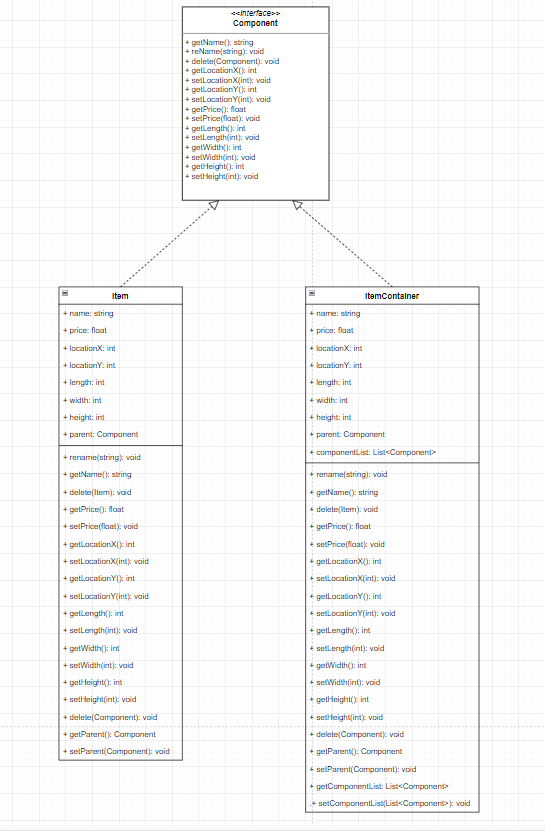 <<interface>>
Component
+ getName(): string
+ reName(string): void
+ delete(Component): void
+ getLocationX(): int
+ setLocationX(int): void
+ getLocationY(): int
+ setLocationY(int): void
+ getPrice(): float
+ setPrice(float): void
+ getLength(): int
+ setLength(int): void
+ getWidth(): int
+ setWidth(int): void
+ getHeight(): int
+ setHeight(int): void
Item
+ name: string
+ price: float
+ locationX: int
+ locationY: int
+ length: int
+ width: int
+ height: int
+ parent: Component
+ rename(string): void
+ getName(): string
+ delete(Item): void
+ getPrice(): float
+ setPrice(float): void
+ getLocationX(): int
+ setLocationX(int): void
+ getLocationY(): int
+ setLocationY(int): void
+ getLength(): int
+ setLength(int): void
+ getWidth(): int
+ setWidth(int): void
+ getHeight(): int
+ setHeight(int): void
+ delete(Component): void
+ getParent(): Component
+ setParent(Component): void
ItemContainer
+ name: string
+ price: float
+ locationX: int
+ locationY: int
+ length: int
+ width: int
+ height: int
+ parent: Component
+ componentList: List<Component>
+ rename(string): void
+ getName(): string
+ delete(Item): void
+ getPrice(): float
+ setPrice(float): void
+ getLocationX(): int
+ setLocationX(int): void
+ getLocationY(): int
+ setLocationY(int): void
+ getLength(): int
+ setLength(int): void
+ getWidth(): int
+ setWidth(int): void
+ getHeight(): int
+ setHeight(int): void
+ delete(Component): void
+ getParent(): Component
+ setParent(Component): void
+ getComponentList: List<Component>
.+ setComponentList(List<Component>): void